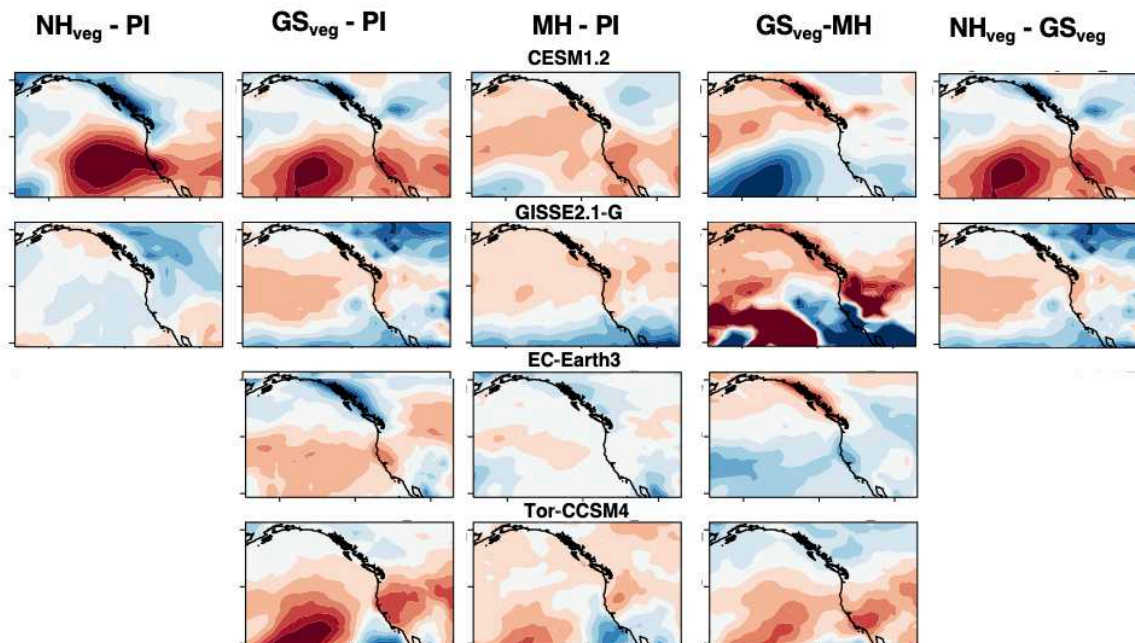 NHveg - PI GSveg - PI MH - PI GSveg-MH NHveg - GSveg
CESM1.2
GISSE2.1-G
EC-Earth3
Tor-CCSM4